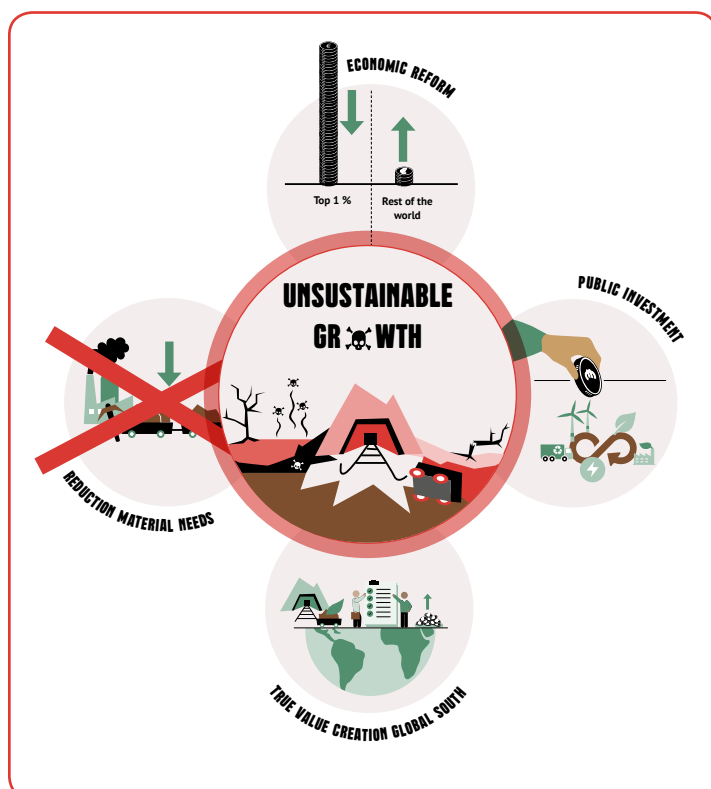 ECONOMIC REFORM
Top 1 %
Rest of the
world
UNSUSTAINABLE
GR WTH
PUBLIC INVESTMENT
REDUCTION MATERIAL NEEDS
TRUE VALUE CREATION GLOBAL SOUTH